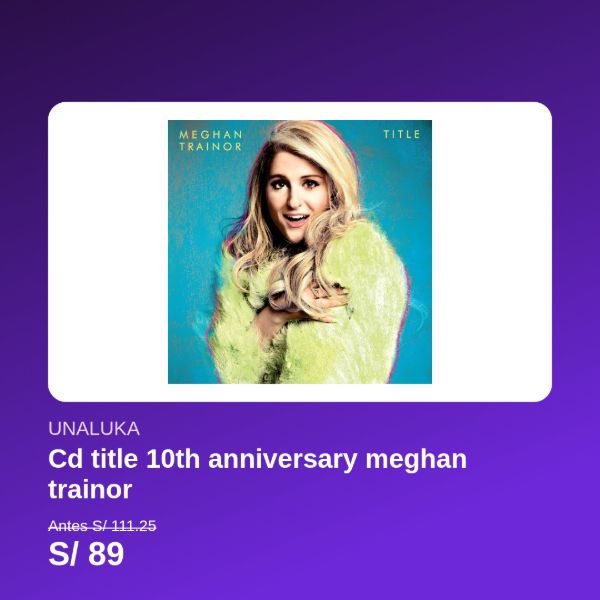 MEGHAN
TRAINOR
TITLE
UNALUKA
Cd title 10th anniversary meghan
trainor
Antes S/ 111.25
S/ 89